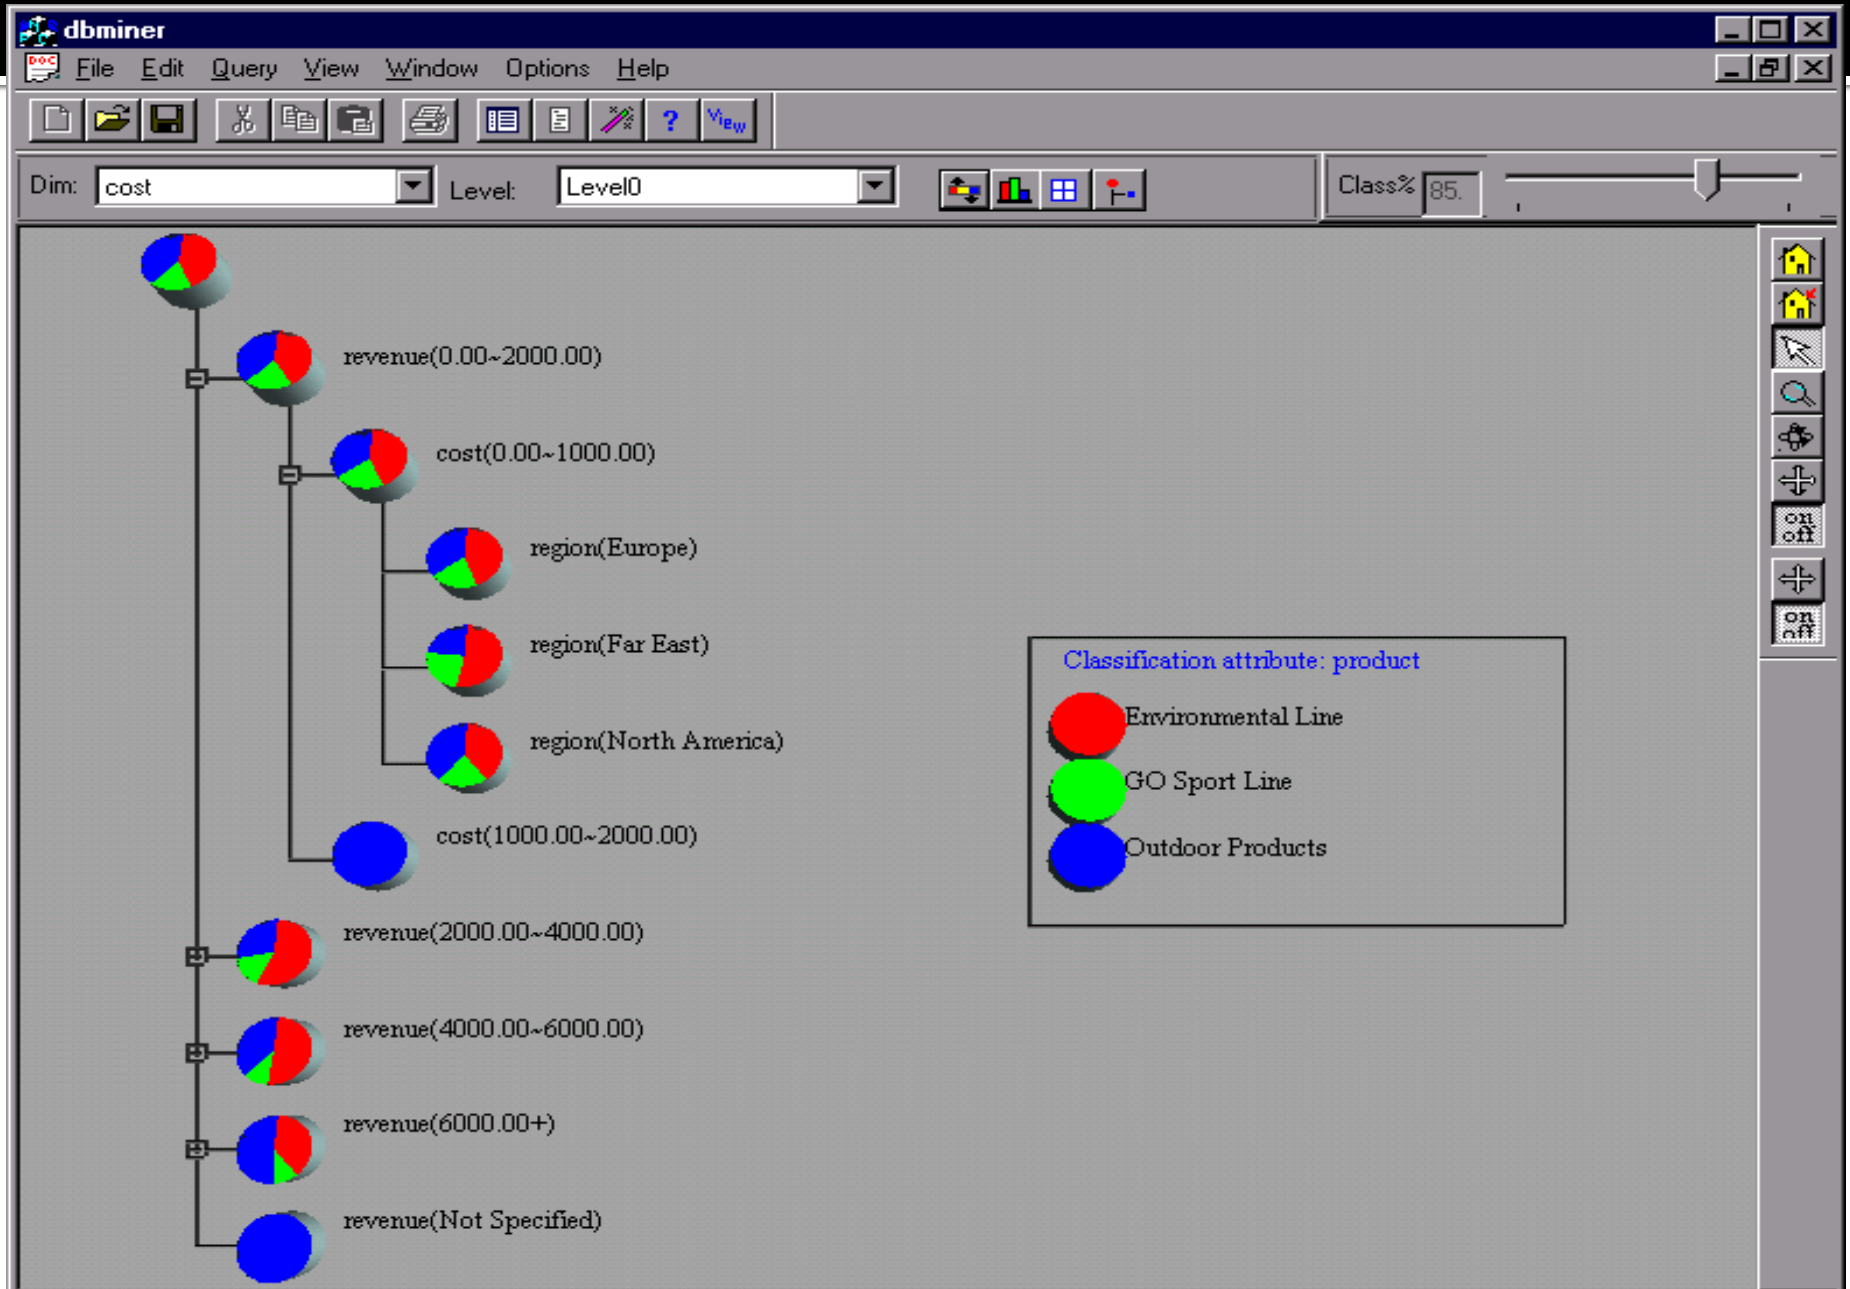 dbminer
DOC File Edit Query View Window Options Help
? View
Dim: cost Level: Level0 Class% 85.
revenue(0.00~2000.00)
cost(0.00~1000.00)
region(Europe)
on off
region(Far East)
on off
Classification attribute: product
Environmental Line
region(North America)
GO Sport Line
cost(1000.00~2000.00)
Outdoor Products
revenue(2000.00~4000.00)
revenue(4000.00~6000.00)
revenue(6000.00+)
revenue(Not Specified)